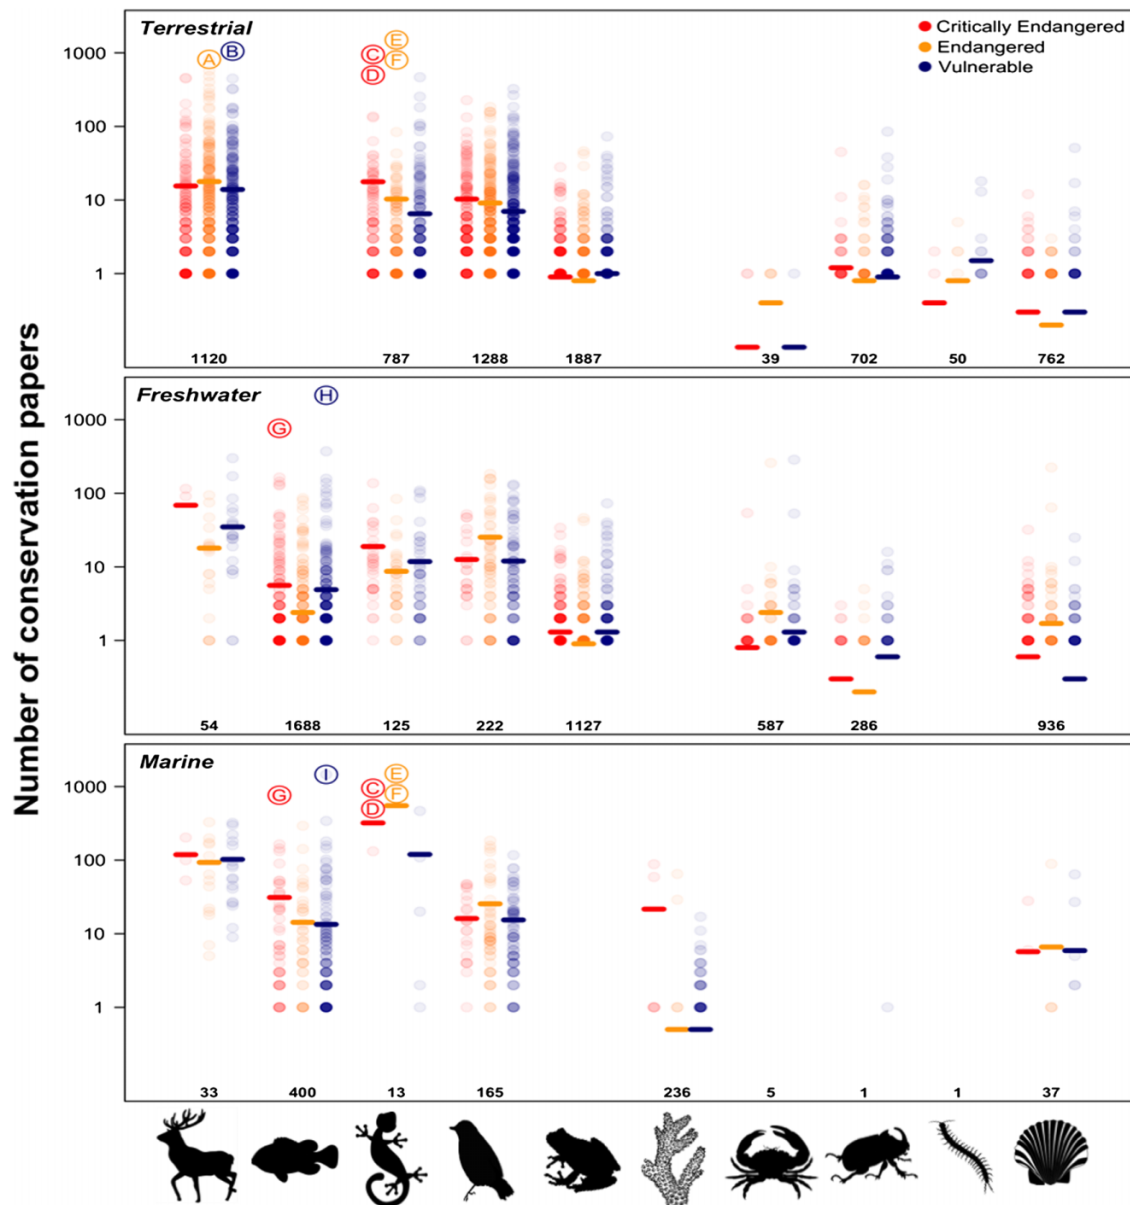 Number of conservation papers
Terrestrial
Critically Endangered
Endangered
Vulnerable
1000
100
10
1
A
B
C
D
E
F
1120
787
1288
1887
39
702
50
762
Freshwater
1000
100
10
1
G
H
54
1688
125
222
1127
587
286
936
Marine
1000
100
10
1
G
I
C
D
E
F
33
400
13
165
236
5
1
1
37